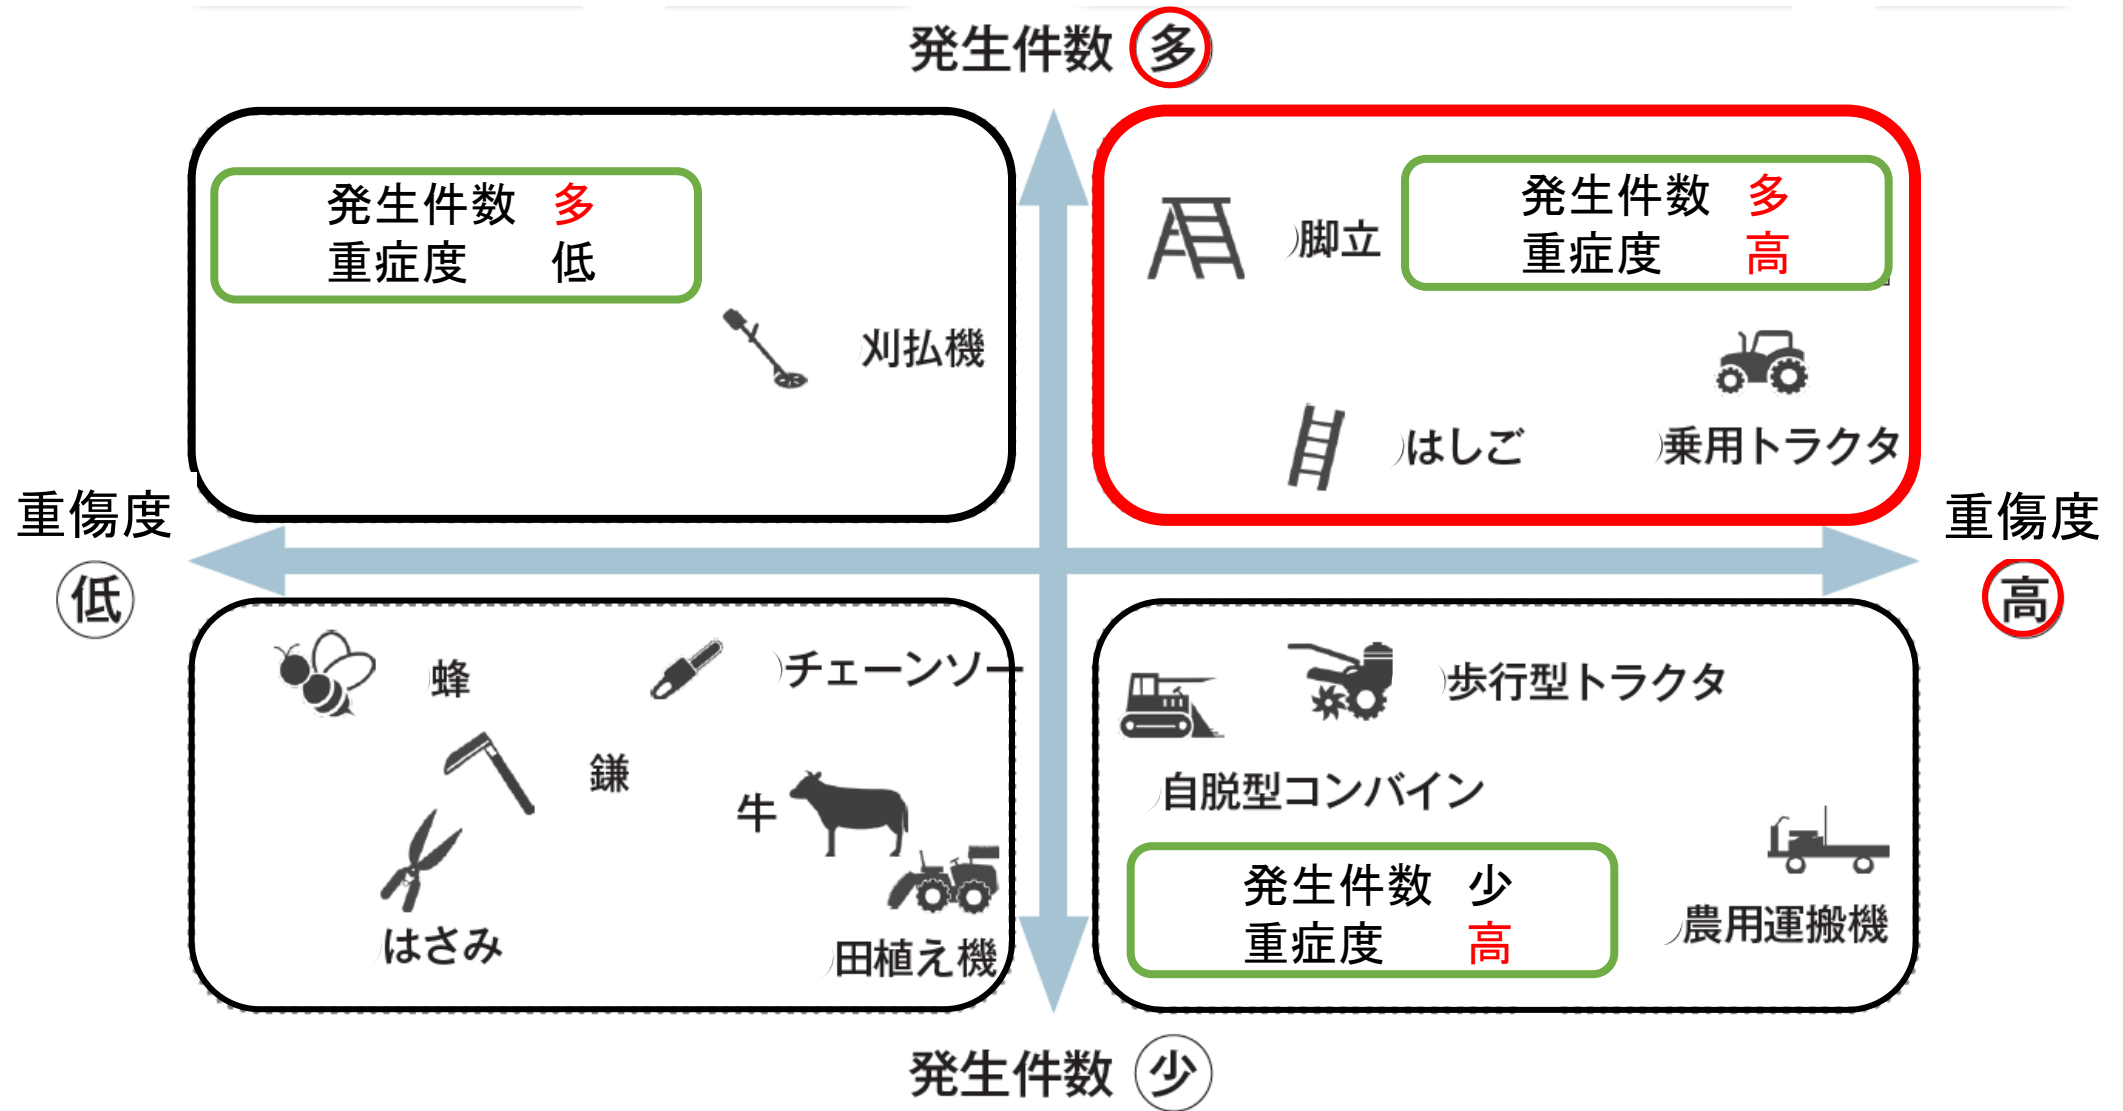 発生件数 多
発生件数 多
重症度 低
刈払機
脚立
発生件数 多
重症度 高
はしご
乗用トラクタ
重傷度
低
重傷度
高
蜂
チェーンソー
鎌
牛
はさみ
田植え機
歩行型トラクタ
自脱型コンバイン
発生件数 少
重症度 高
農用運搬機
発生件数 少